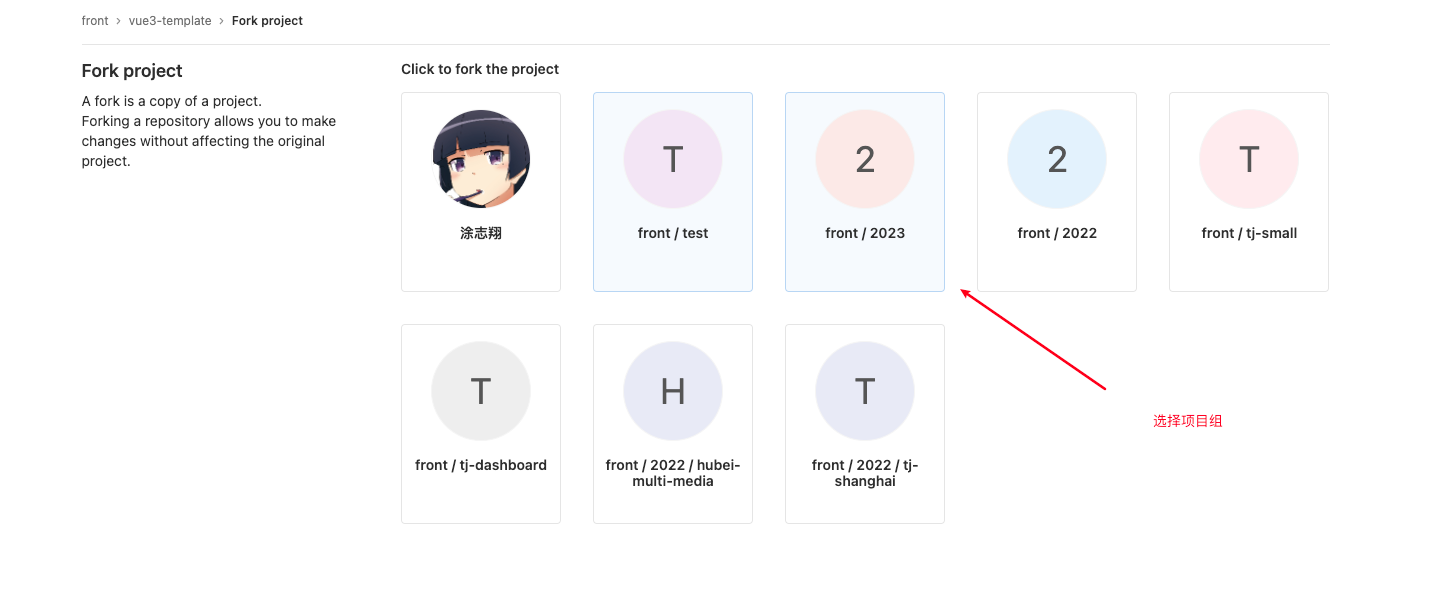 front › vue3-template › Fork project
Fork project
A fork is a copy of a project.
Forking a repository allows you to make
changes without affecting the original
project.
Click to fork the project
涂志翔
T
front / test
2
front / 2023
2
front / 2022
T
front / tj-small
T
front / tj-dashboard
H
front / 2022 / hubei-
multi-media
T
front / 2022 / tj-
shanghai
选择项目组